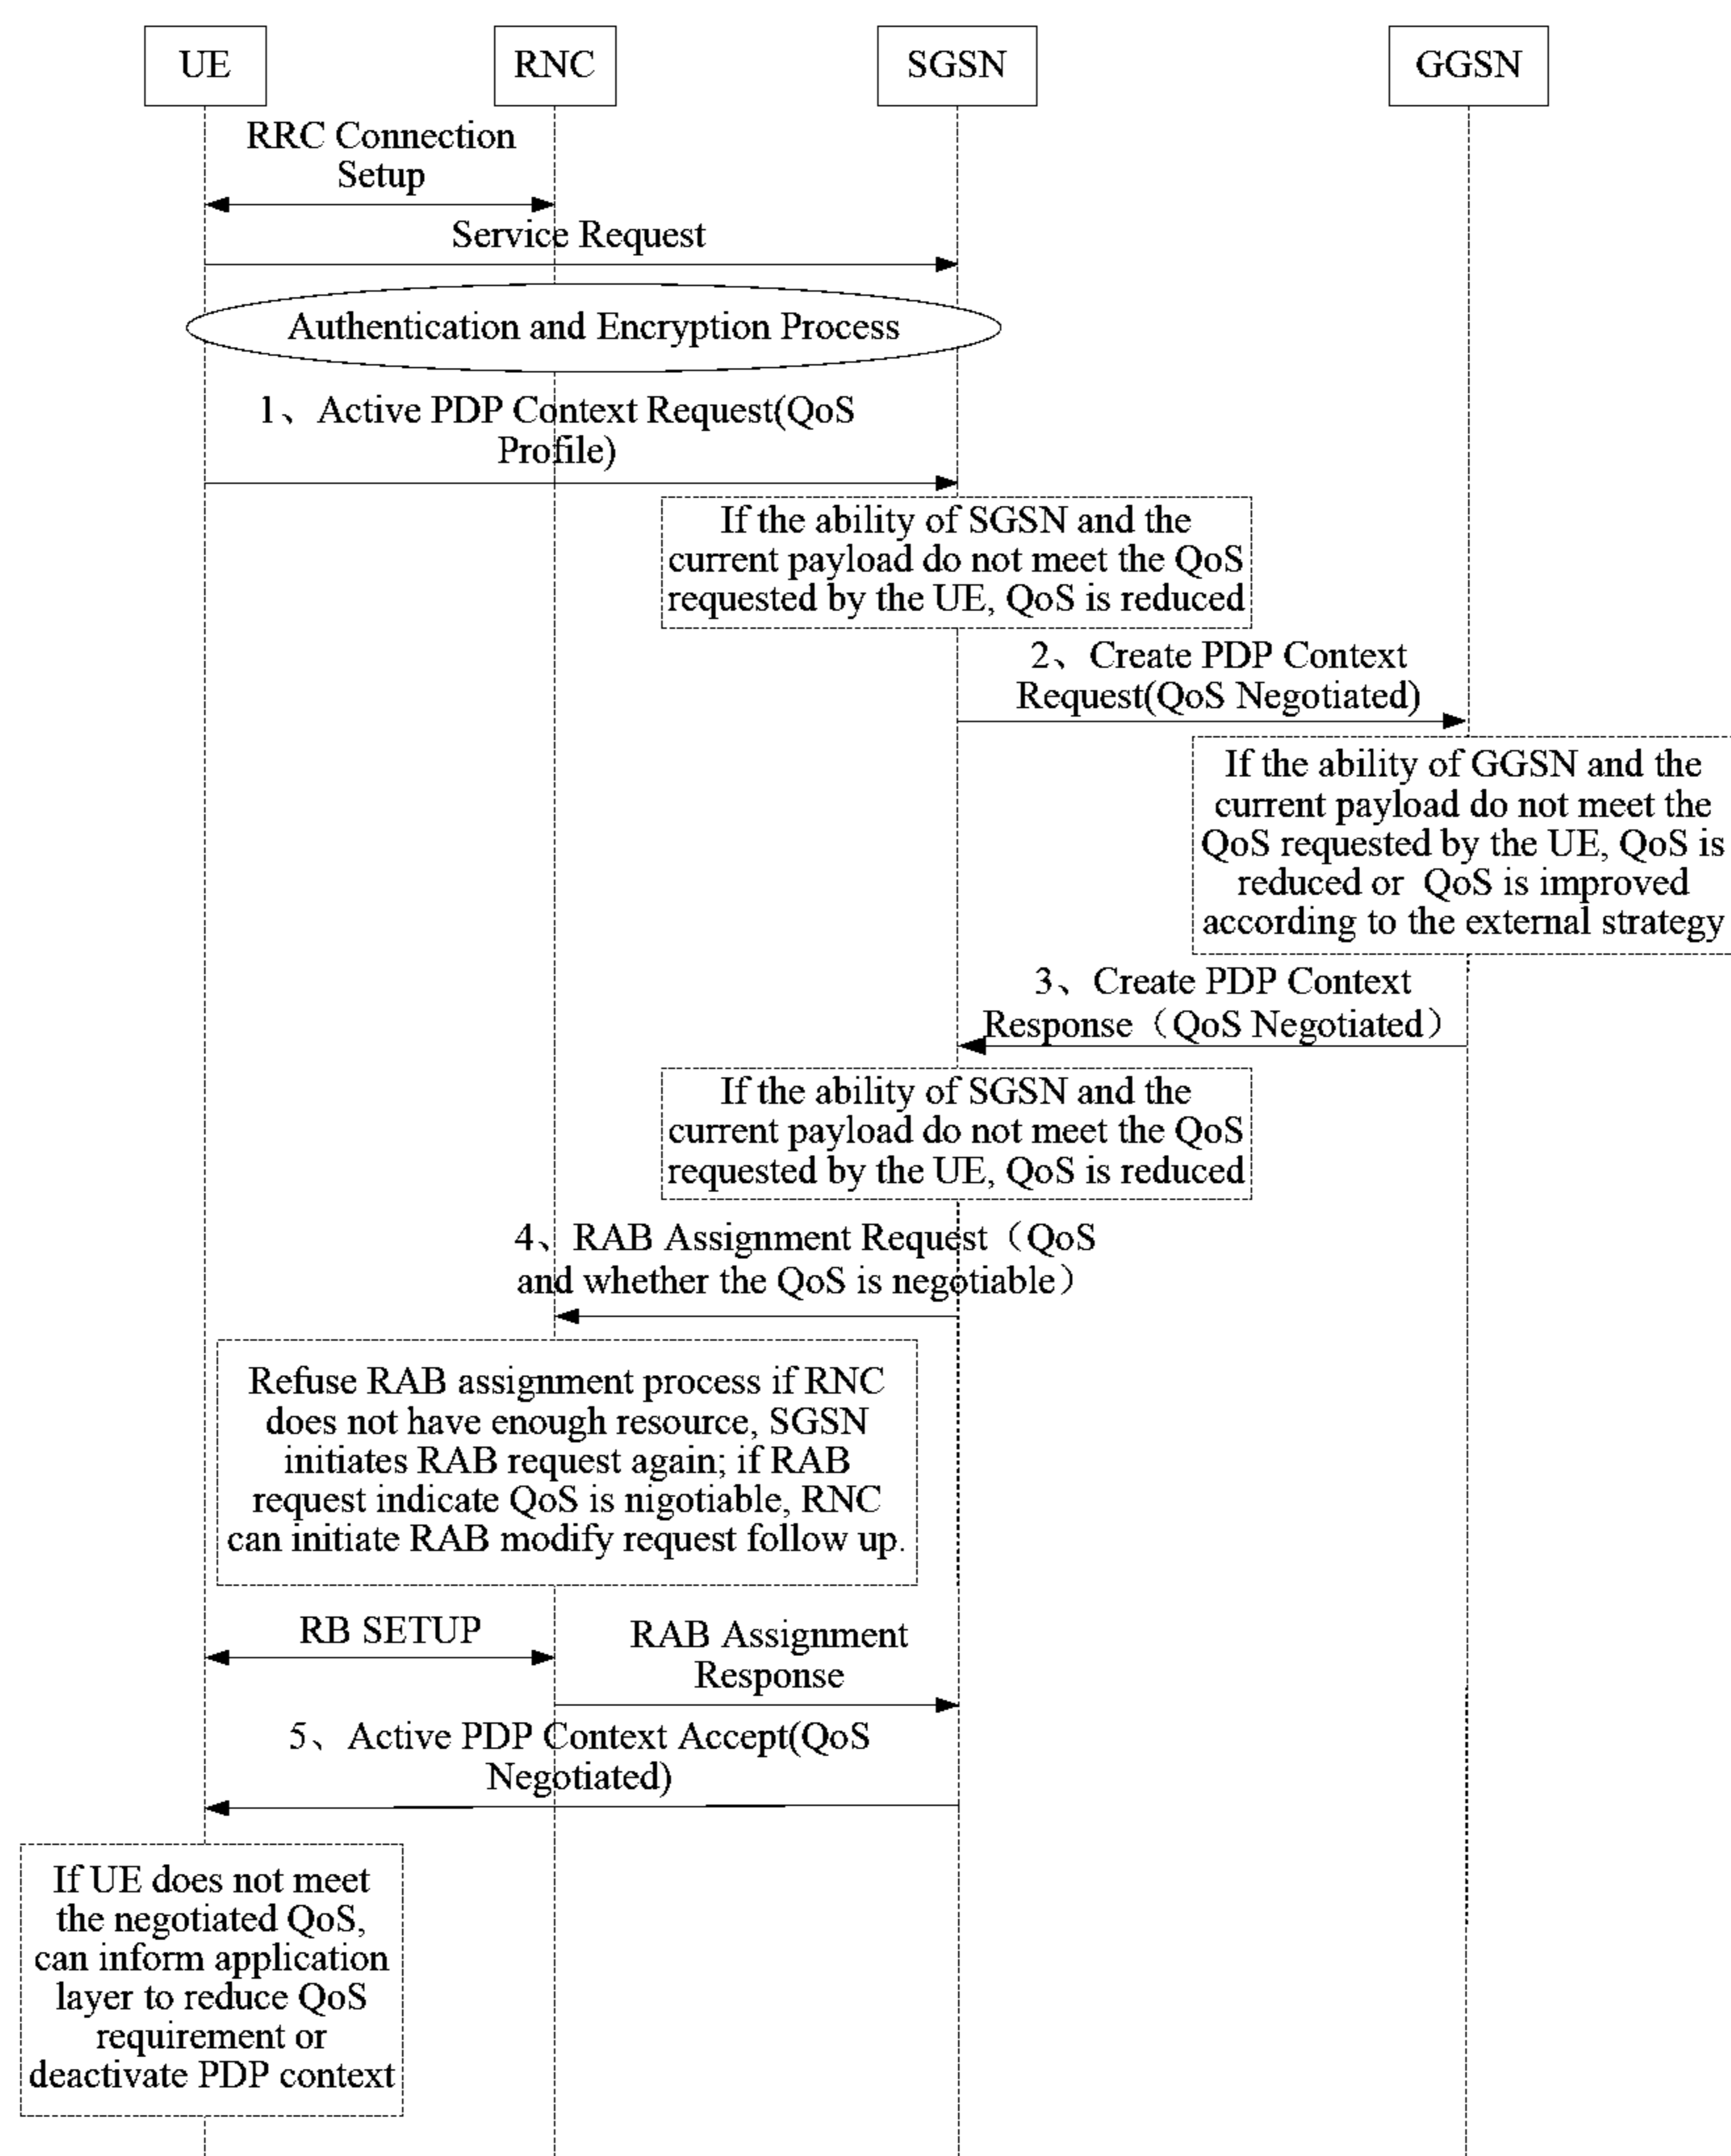 UE
RNC
SGSN
GGSN
RRC Connection
Setup
Service Request
Authentication and Encryption Process
1、Active PDP Context Request(QoS
Profile)
If the ability of SGSN and the
current payload do not meet the QoS
requested by the UE, QoS is reduced
2、Create PDP Context
Request(QoS Negotiated)
If the ability of GGSN and the
current payload do not meet the
QoS requested by the UE, QoS is
reduced or QoS is improved
according to the external strategy
3、Create PDP Context
Response（QoS Negotiated）
If the ability of SGSN and the
current payload do not meet the QoS
requested by the UE, QoS is reduced
4、RAB Assignment Request（QoS
and whether the QoS is negotiable）
Refuse RAB assignment process if RNC
does not have enough resource, SGSN
initiates RAB request again; if RAB
request indicate QoS is nigotiable, RNC
can initiate RAB modify request follow up.
RB SETUP
RAB Assignment
Response
5、Active PDP Context Accept(QoS
Negotiated)
If UE does not meet
the negotiated QoS,
can inform application
layer to reduce QoS
requirement or
deactivate PDP context